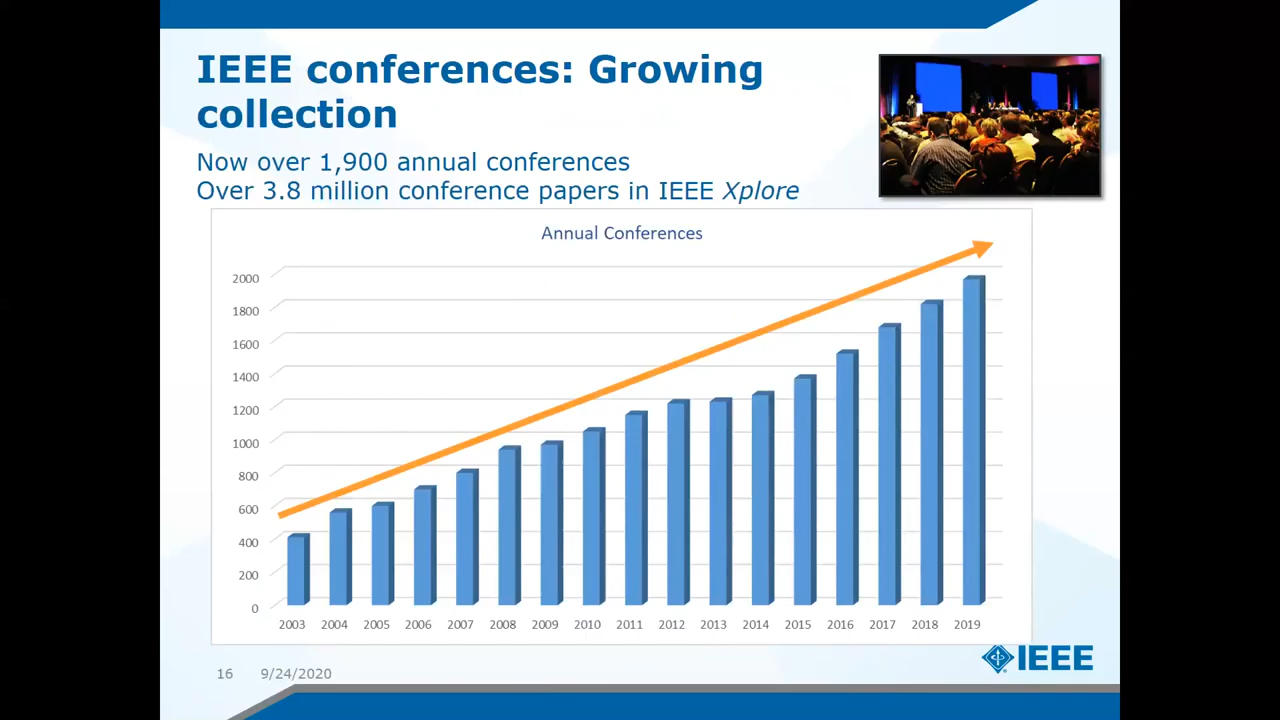 IEEE conferences: Growing
collection
Now over 1,900 annual conferences
Over 3.8 million conference papers in IEEE Xplore
Annual Conferences
2000
1800
1600
1400
1200
1000
800
600
400
200
0
2003 2004 2005 2006 2007 2008 2009 2010 2011 2012 2013 2014 2015 2016 2017 2018 2019
16 9/24/2020
IEEE